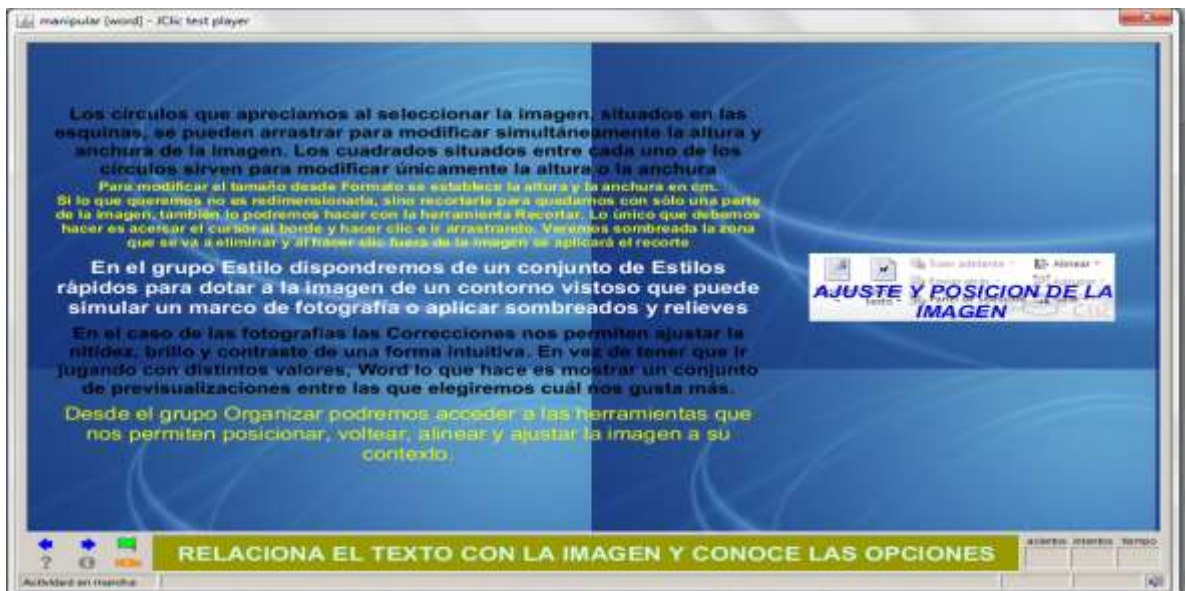 manipular [word] - JClic test player
Los círculos que apreciamos al seleccionar la imagen, situados en las
esquinas, se pueden arrastrar para modificar simultáneamente la altura y
anchura de la imagen. Los cuadrados situados entre cada uno de los
círculos sirven para modificar únicamente la altura o la anchura
Para modificar el tamaño desde Formato se establece la altura y la anchura en cm.
Si lo que queremos no es redimensionarla, sino recortarla para quedarnos con sólo una parte
de la imagen, también lo podremos hacer con la herramienta Recortar. Lo único que debemos
hacer es acercar el cursor al borde y hacer clic e ir arrastrando. Veremos sombreada la zona
que se va a eliminar y al hacer clic fuera de la imagen se aplicará el recorte
En el grupo Estilo dispondremos de un conjunto de Estilos
rápidos para dotar a la imagen de un contorno vistoso que puede
simular un marco de fotografía o aplicar sombreados y relieves
En el caso de las fotografías las Correcciones nos permiten ajustar la
nitidez, brillo y contraste de una forma intuitiva. En vez de tener que ir
jugando con distintos valores, Word lo que hace es mostrar un conjunto
de previsualizaciones entre las que elegiremos cuál nos gusta más.
Desde el grupo Organizar podremos acceder a las herramientas que
nos permiten posicionar, voltear, alinear y ajustar la imagen a su
contexto.
Traer adelante
Alinear
texto
AJUSTE Y POSICION DE LA
IMAGEN
RELACIONA EL TEXTO CON LA IMAGEN Y CONOCE LAS OPCIONES
aciertos intentos tiempo
Actividad en marcha